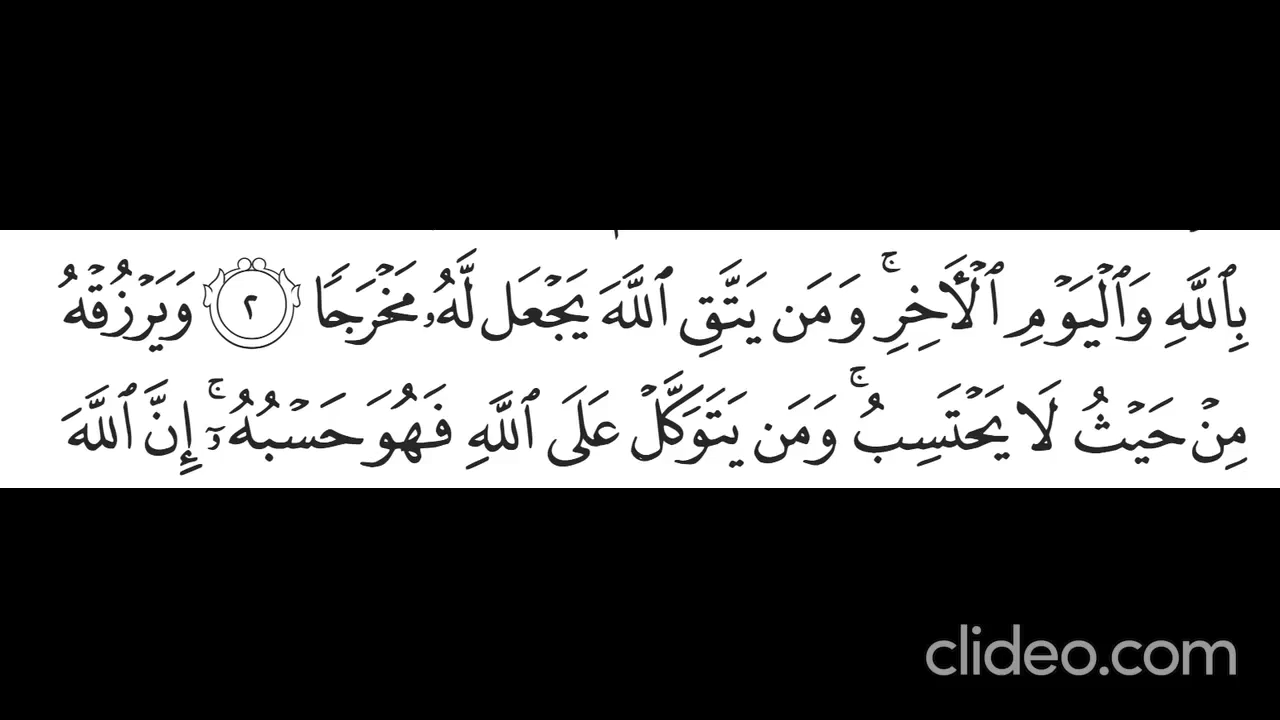 بِٱللَّهِ وَٱلْيَوْمِ ٱلْأَخِرِ ۚ وَمَن يَتَّقِ ٱللَّهَ يَجْعَل لَّهُۥ مَخْرَجًا ٢ وَيَرْزُقْهُ
مِنْ حَيْثُ لَا يَحْتَسِبُ ۚ وَمَن يَتَوَكَّلْ عَلَى ٱللَّهِ فَهُوَ حَسْبُهُۥٓ ۚ إِنَّ ٱللَّهَ
clideo.com